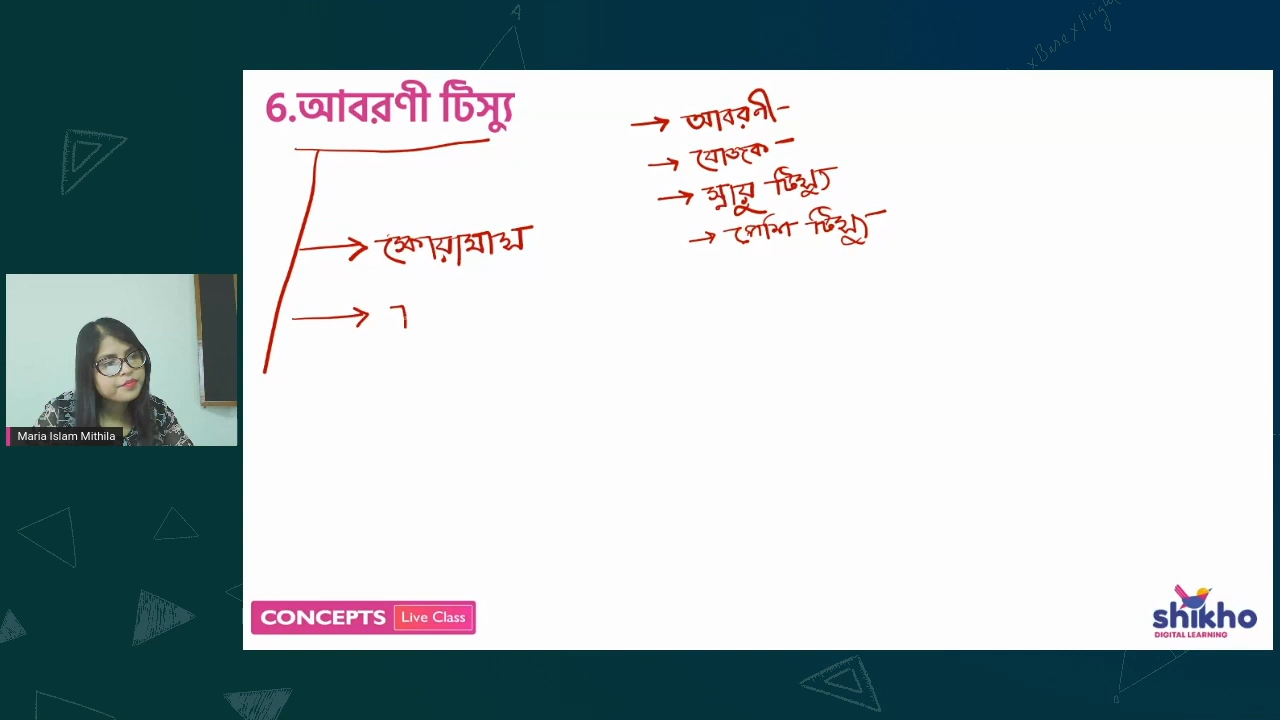 6.আবরণী টিস্যু
→ আবরণী-
→ যোজক-
→ স্নায়ু টিস্যু
→ পেশি টিস্যু
→ স্কোয়ামাস
Maria Islam Mithila
CONCEPTS Live Class
shikho
DIGITAL LEARNING
A
B